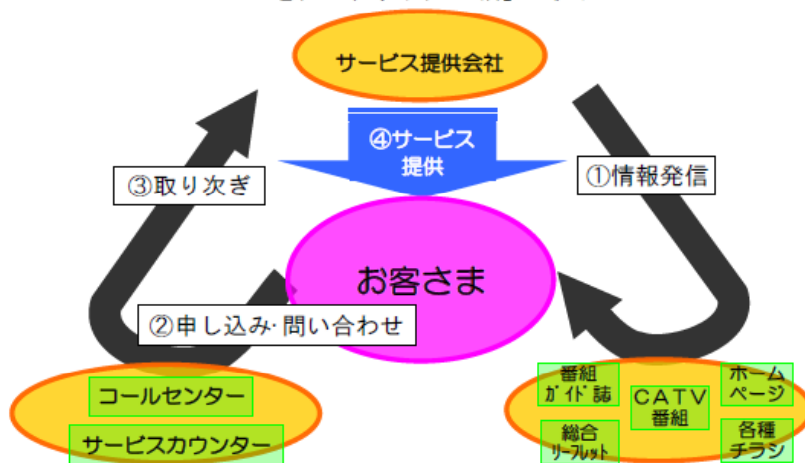 サービス提供会社
④サービス
提供
③取り次ぎ
①情報発信
お客さま
②申し込み・問い合わせ
コールセンター
サービスカウンター
番組
ガイド誌
CATV
番組
ホーム
ページ
総合
リーフレット
各種
チラシ